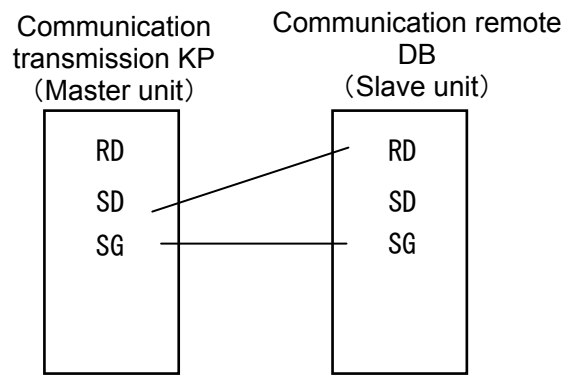 Communication
transmission KP
（Master unit）
Communication remote
DB
（Slave unit）
RD
SD
SG
RD
SD
SG